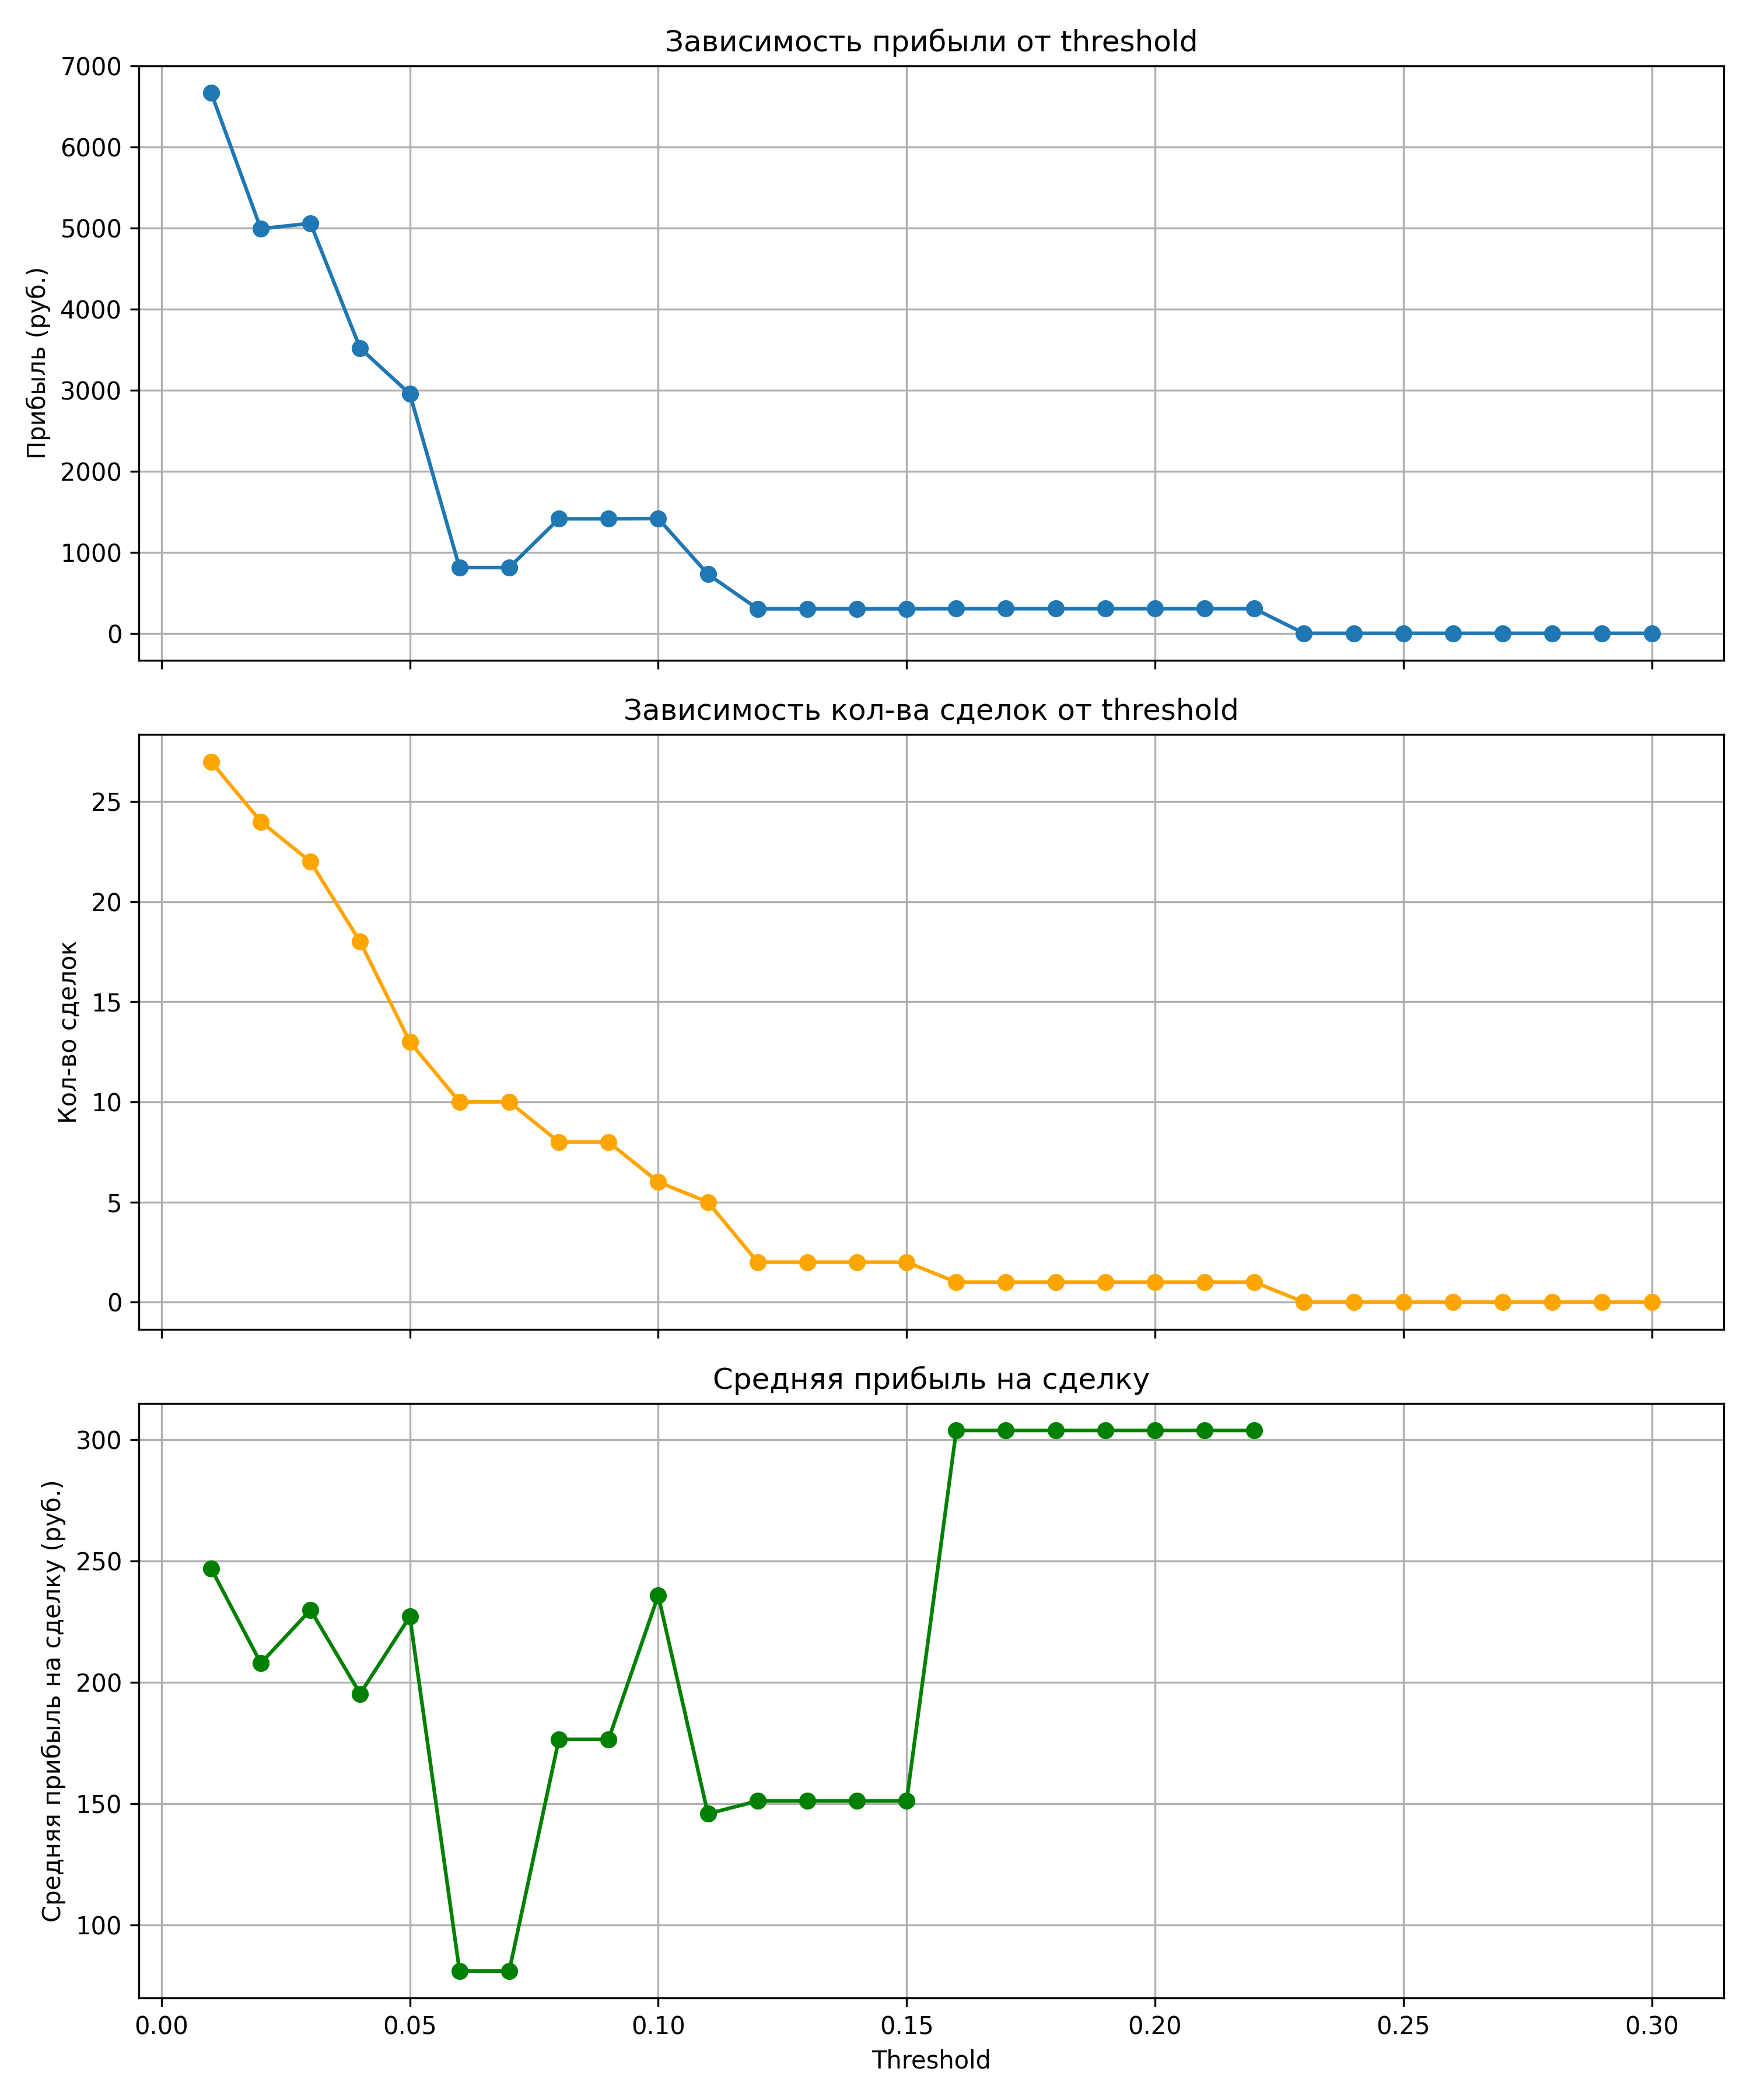 Зависимость прибыли от threshold
7000
6000
5000
4000
3000
2000
1000
0
Прибыль (руб.)
Зависимость кол-ва сделок от threshold
25
20
15
10
5
0
Кол-во сделок
Средняя прибыль на сделку
300
250
200
150
100
Средняя прибыль на сделку (руб.)
0.00 0.05 0.10 0.15 0.20 0.25 0.30
Threshold